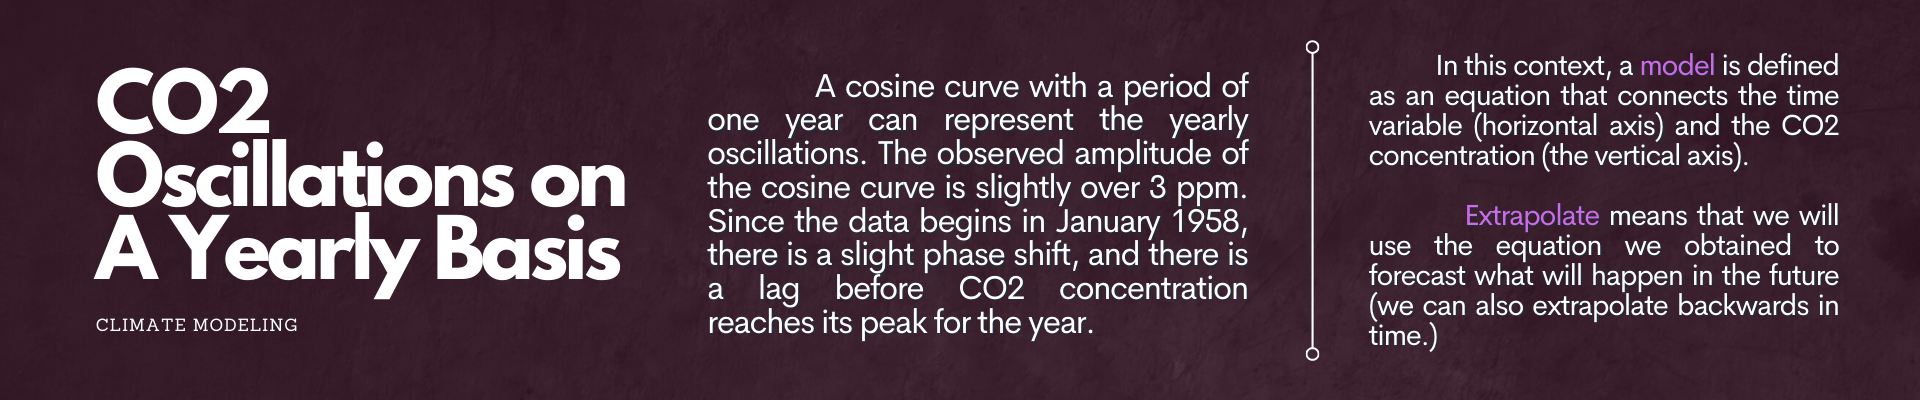 CO2
Oscillations on
A Yearly Basis
CLIMATE MODELING
A cosine curve with a period of
one year can represent the yearly
oscillations. The observed amplitude of
the cosine curve is slightly over 3 ppm.
Since the data begins in January 1958,
there is a slight phase shift, and there is
a lag before CO2 concentration
reaches its peak for the year.
In this context, a model is defined
as an equation that connects the time
variable (horizontal axis) and the CO2
concentration (the vertical axis).
Extrapolate means that we will
use the equation we obtained to
forecast what will happen in the future
(we can also extrapolate backwards in
time.)